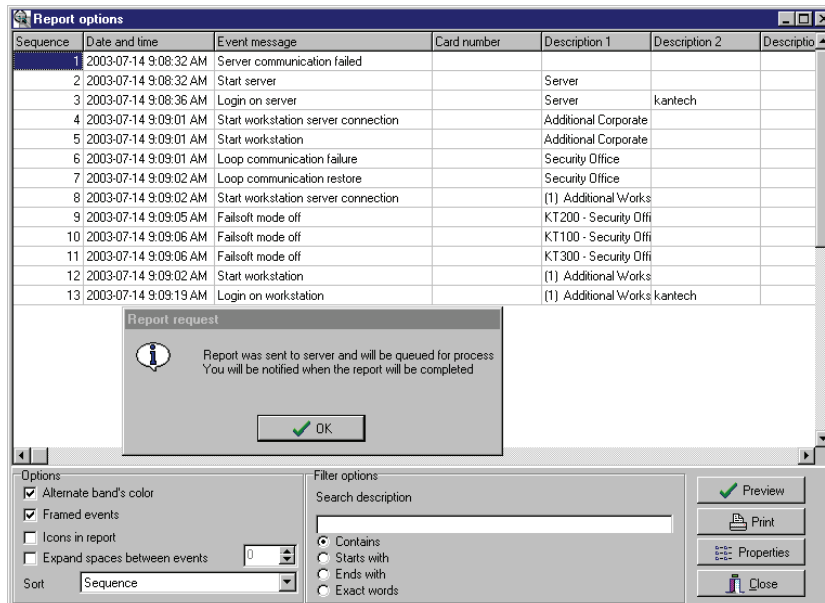 Report options
Sequence Date and time Event message Card number Description 1 Description 2 Descriptio
1 2003-07-14 9:08:32 AM Server communication failed
2 2003-07-14 9:08:32 AM Start server Server
3 2003-07-14 9:08:36 AM Login on server Server kantech
4 2003-07-14 9:09:01 AM Start workstation server connection Additional Corporate
5 2003-07-14 9:09:01 AM Start workstation Additional Corporate
6 2003-07-14 9:09:01 AM Loop communication failure Security Office
7 2003-07-14 9:09:02 AM Loop communication restore Security Office
8 2003-07-14 9:09:02 AM Start workstation server connection (1) Additional Works
9 2003-07-14 9:09:05 AM Failsoft mode off KT200 - Security Offi
10 2003-07-14 9:09:06 AM Failsoft mode off KT100 - Security Offi
11 2003-07-14 9:09:06 AM Failsoft mode off KT300 - Security Offi
12 2003-07-14 9:09:02 AM Start workstation (1) Additional Works
13 2003-07-14 9:09:19 AM Login on workstation (1) Additional Works kantech
Report request
Report was sent to server and will be queued for process
You will be notified when the report will be completed
OK
Options
Alternate band's color
Framed events
Icons in report
Expand spaces between events 0
Sort Sequence
Filter options
Search description
Contains
Starts with
Ends with
Exact words
Preview
Print
Properties
Close